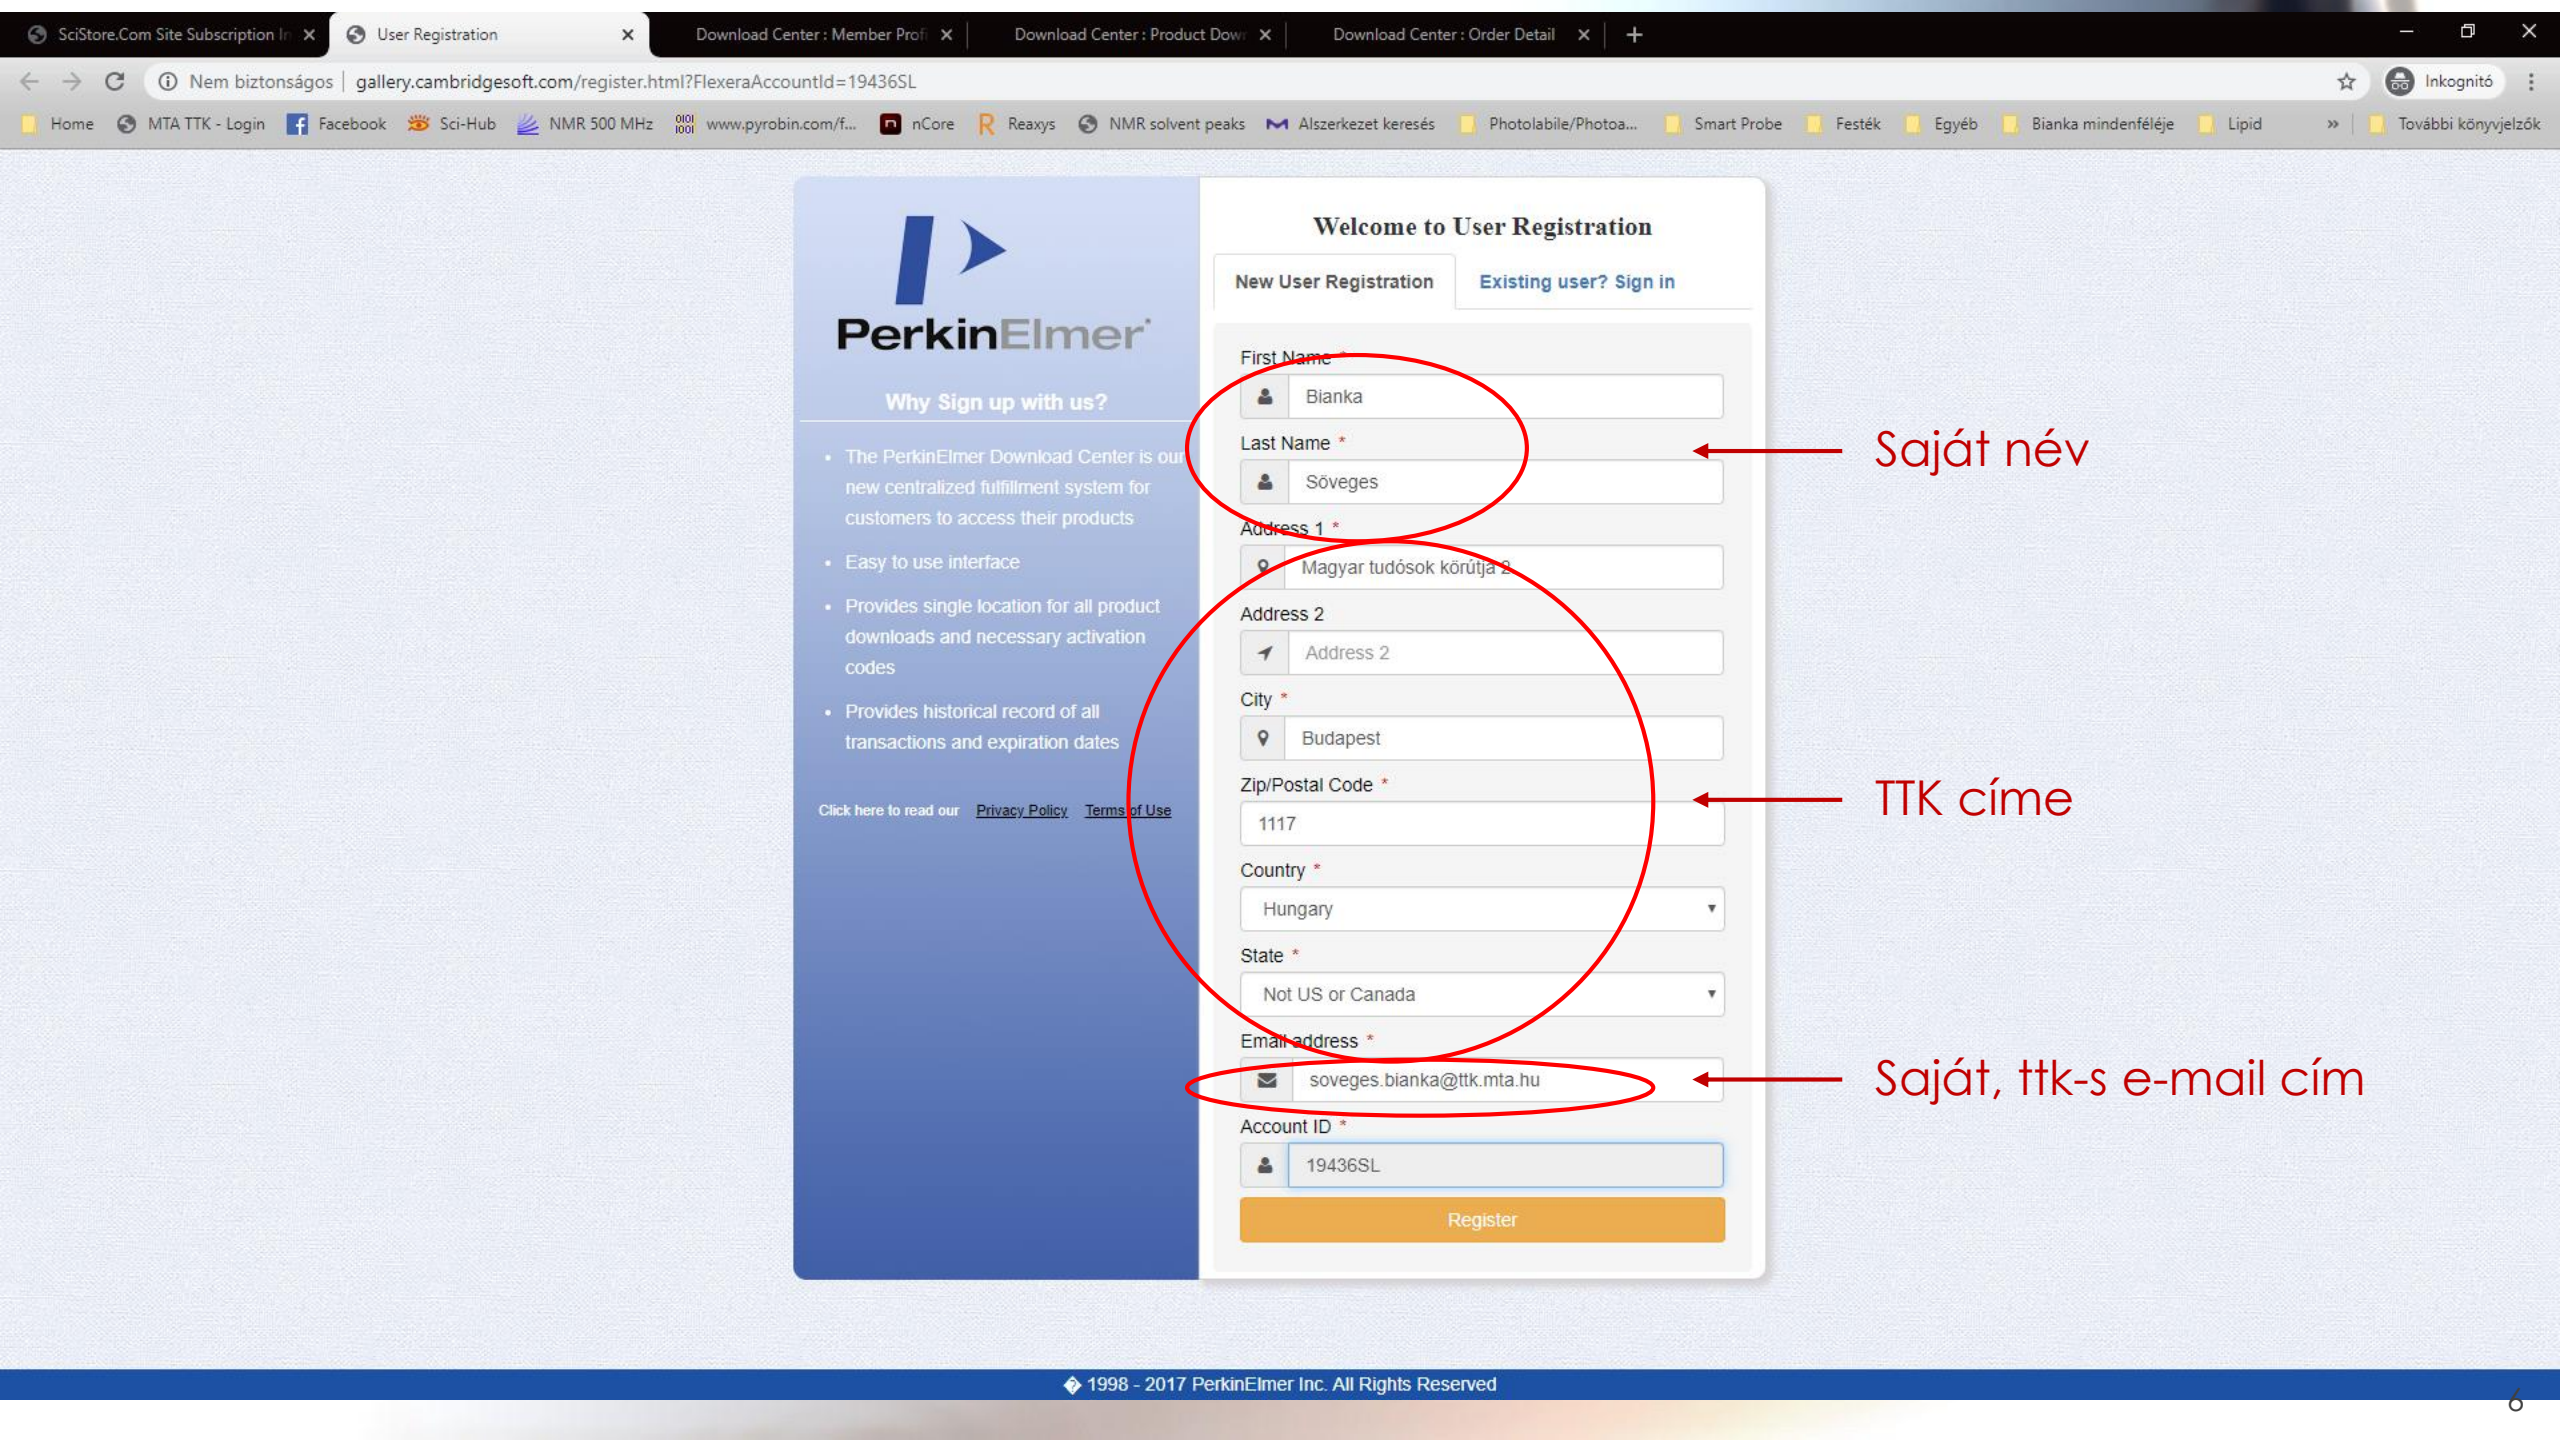 SciStore.Com Site Subscription In
User Registration
Download Center : Member Profi
Download Center : Product Down
Download Center : Order Detail
Nem biztonságos | gallery.cambridgesoft.com/register.html?FlexeraAccountId=19436SL
Inkognitó
Home
MTA TTK - Login
Facebook
Sci-Hub
NMR 500 MHz
www.pyrobin.com/f...
nCore
Reaxys
NMR solvent peaks
Alszerkezet keresés
Photolabile/Photoa...
Smart Probe
Festék
Egyéb
Bianka mindenféléje
Lipid
»
További könyvjelzők
PerkinElmer
Why Sign up with us?
• The PerkinElmer Download Center is our
new centralized fulfillment system for
customers to access their products
• Easy to use interface
• Provides single location for all product
downloads and necessary activation
codes
• Provides historical record of all
transactions and expiration dates
Click here to read our Privacy Policy Terms of Use
Welcome to User Registration
New User Registration
Existing user? Sign in
First Name *
Bianka
Last Name *
Söveges
Address 1 *
Magyar tudósok körútja 2
Address 2
Address 2
City *
Budapest
Zip/Postal Code *
1117
Country *
Hungary
State *
Not US or Canada
Email address *
soveges.bianka@ttk.mta.hu
Account ID *
19436SL
Register
Saját név
TTK címe
Saját, ttk-s e-mail cím
� 1998 - 2017 PerkinElmer Inc. All Rights Reserved
6